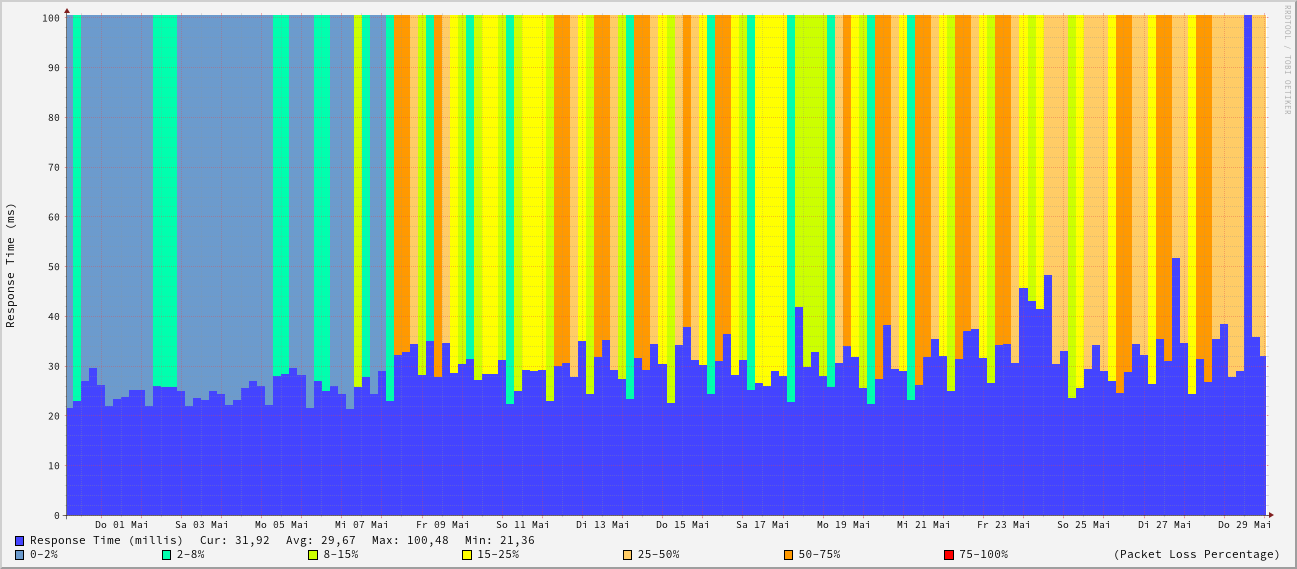 100
90
80
70
60
50
40
30
20
10
0
Response Time (ms)
RRDTOOL / TOBI OETIKER
Do 01 Mai Sa 03 Mai Mo 05 Mai Mi 07 Mai Fr 09 Mai So 11 Mai Di 13 Mai Do 15 Mai Sa 17 Mai Mo 19 Mai Mi 21 Mai Fr 23 Mai So 25 Mai Di 27 Mai Do 29 Mai
Response Time (millis) Cur: 31,92 Avg: 29,67 Max: 100,48 Min: 21,36
0-2% 2-8% 8-15% 15-25% 25-50% 50-75% 75-100% (Packet Loss Percentage)